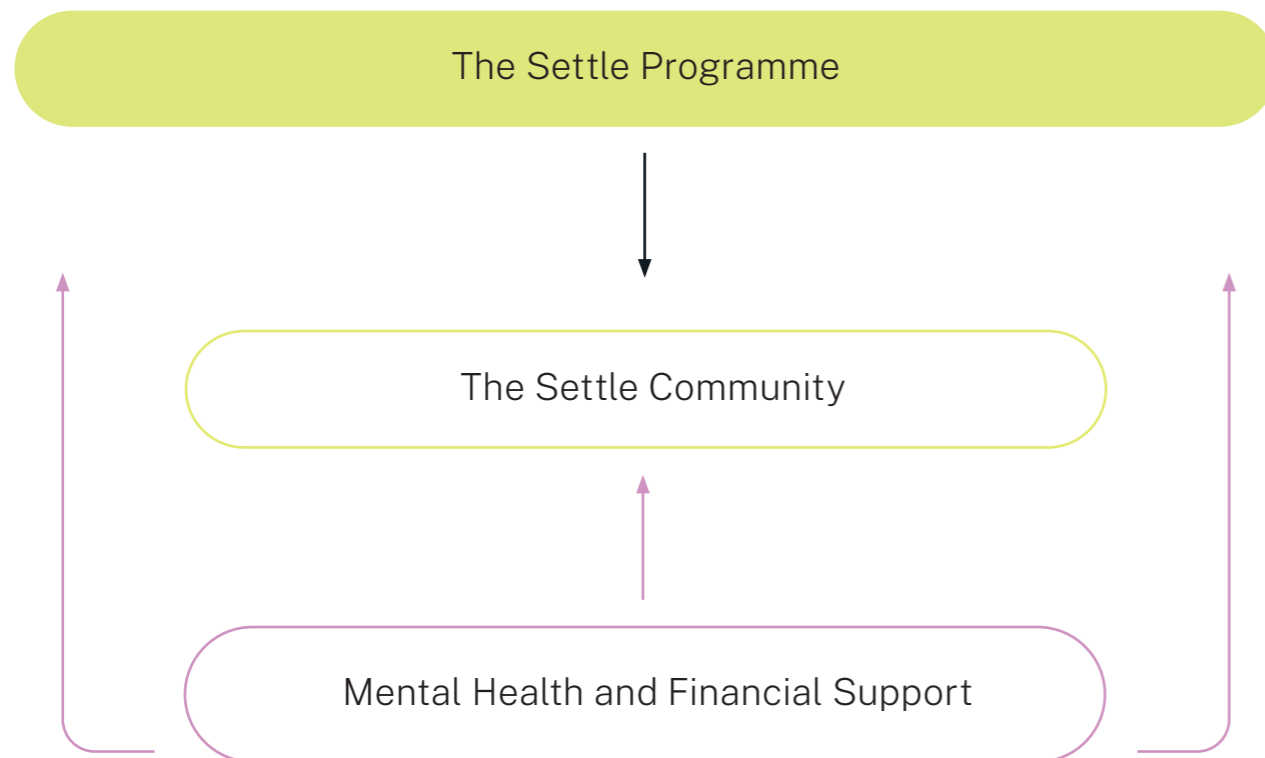 The Settle Programme
The Settle Community
Mental Health and Financial Support